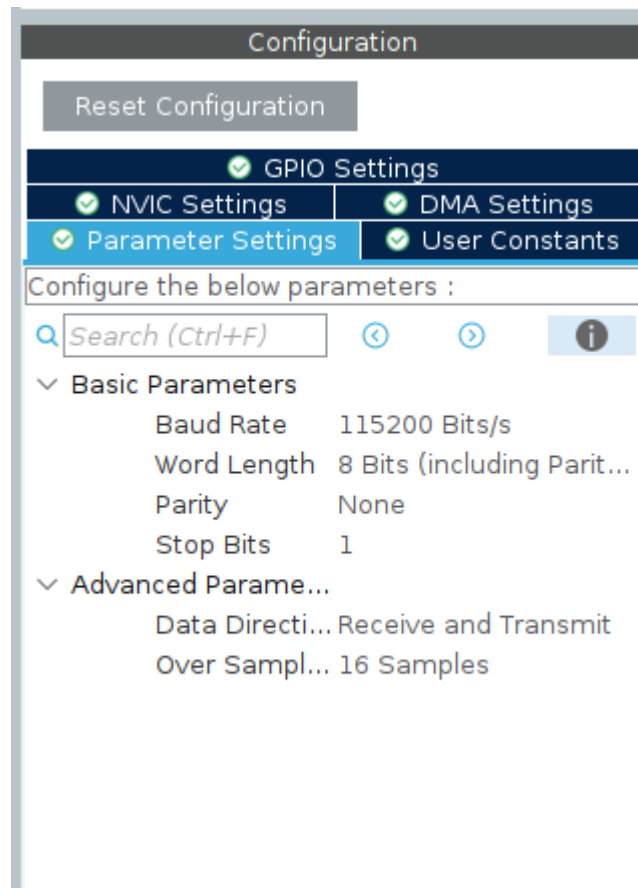 Configuration
Reset Configuration
GPIO Settings
NVIC Settings DMA Settings
Parameter Settings User Constants
Configure the below parameters :
Search (Ctrl+F)
Basic Parameters
Baud Rate 115200 Bits/s
Word Length 8 Bits (including Parit...
Parity None
Stop Bits 1
Advanced Parame...
Data Directi... Receive and Transmit
Over Sampl... 16 Samples